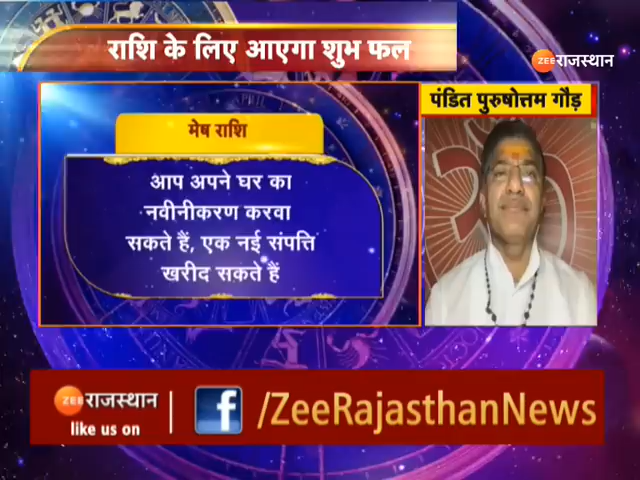 राशि के लिए आएगा शुभ फल
ZEE राजस्थान
पंडित पुरुषोत्तम गौड़
मेष राशि
आप अपने घर का
नवीनीकरण करवा
सकते हैं, एक नई संपत्ति
खरीद सकते हैं
ZEE राजस्थान
like us on
f
/ZeeRajasthanNews